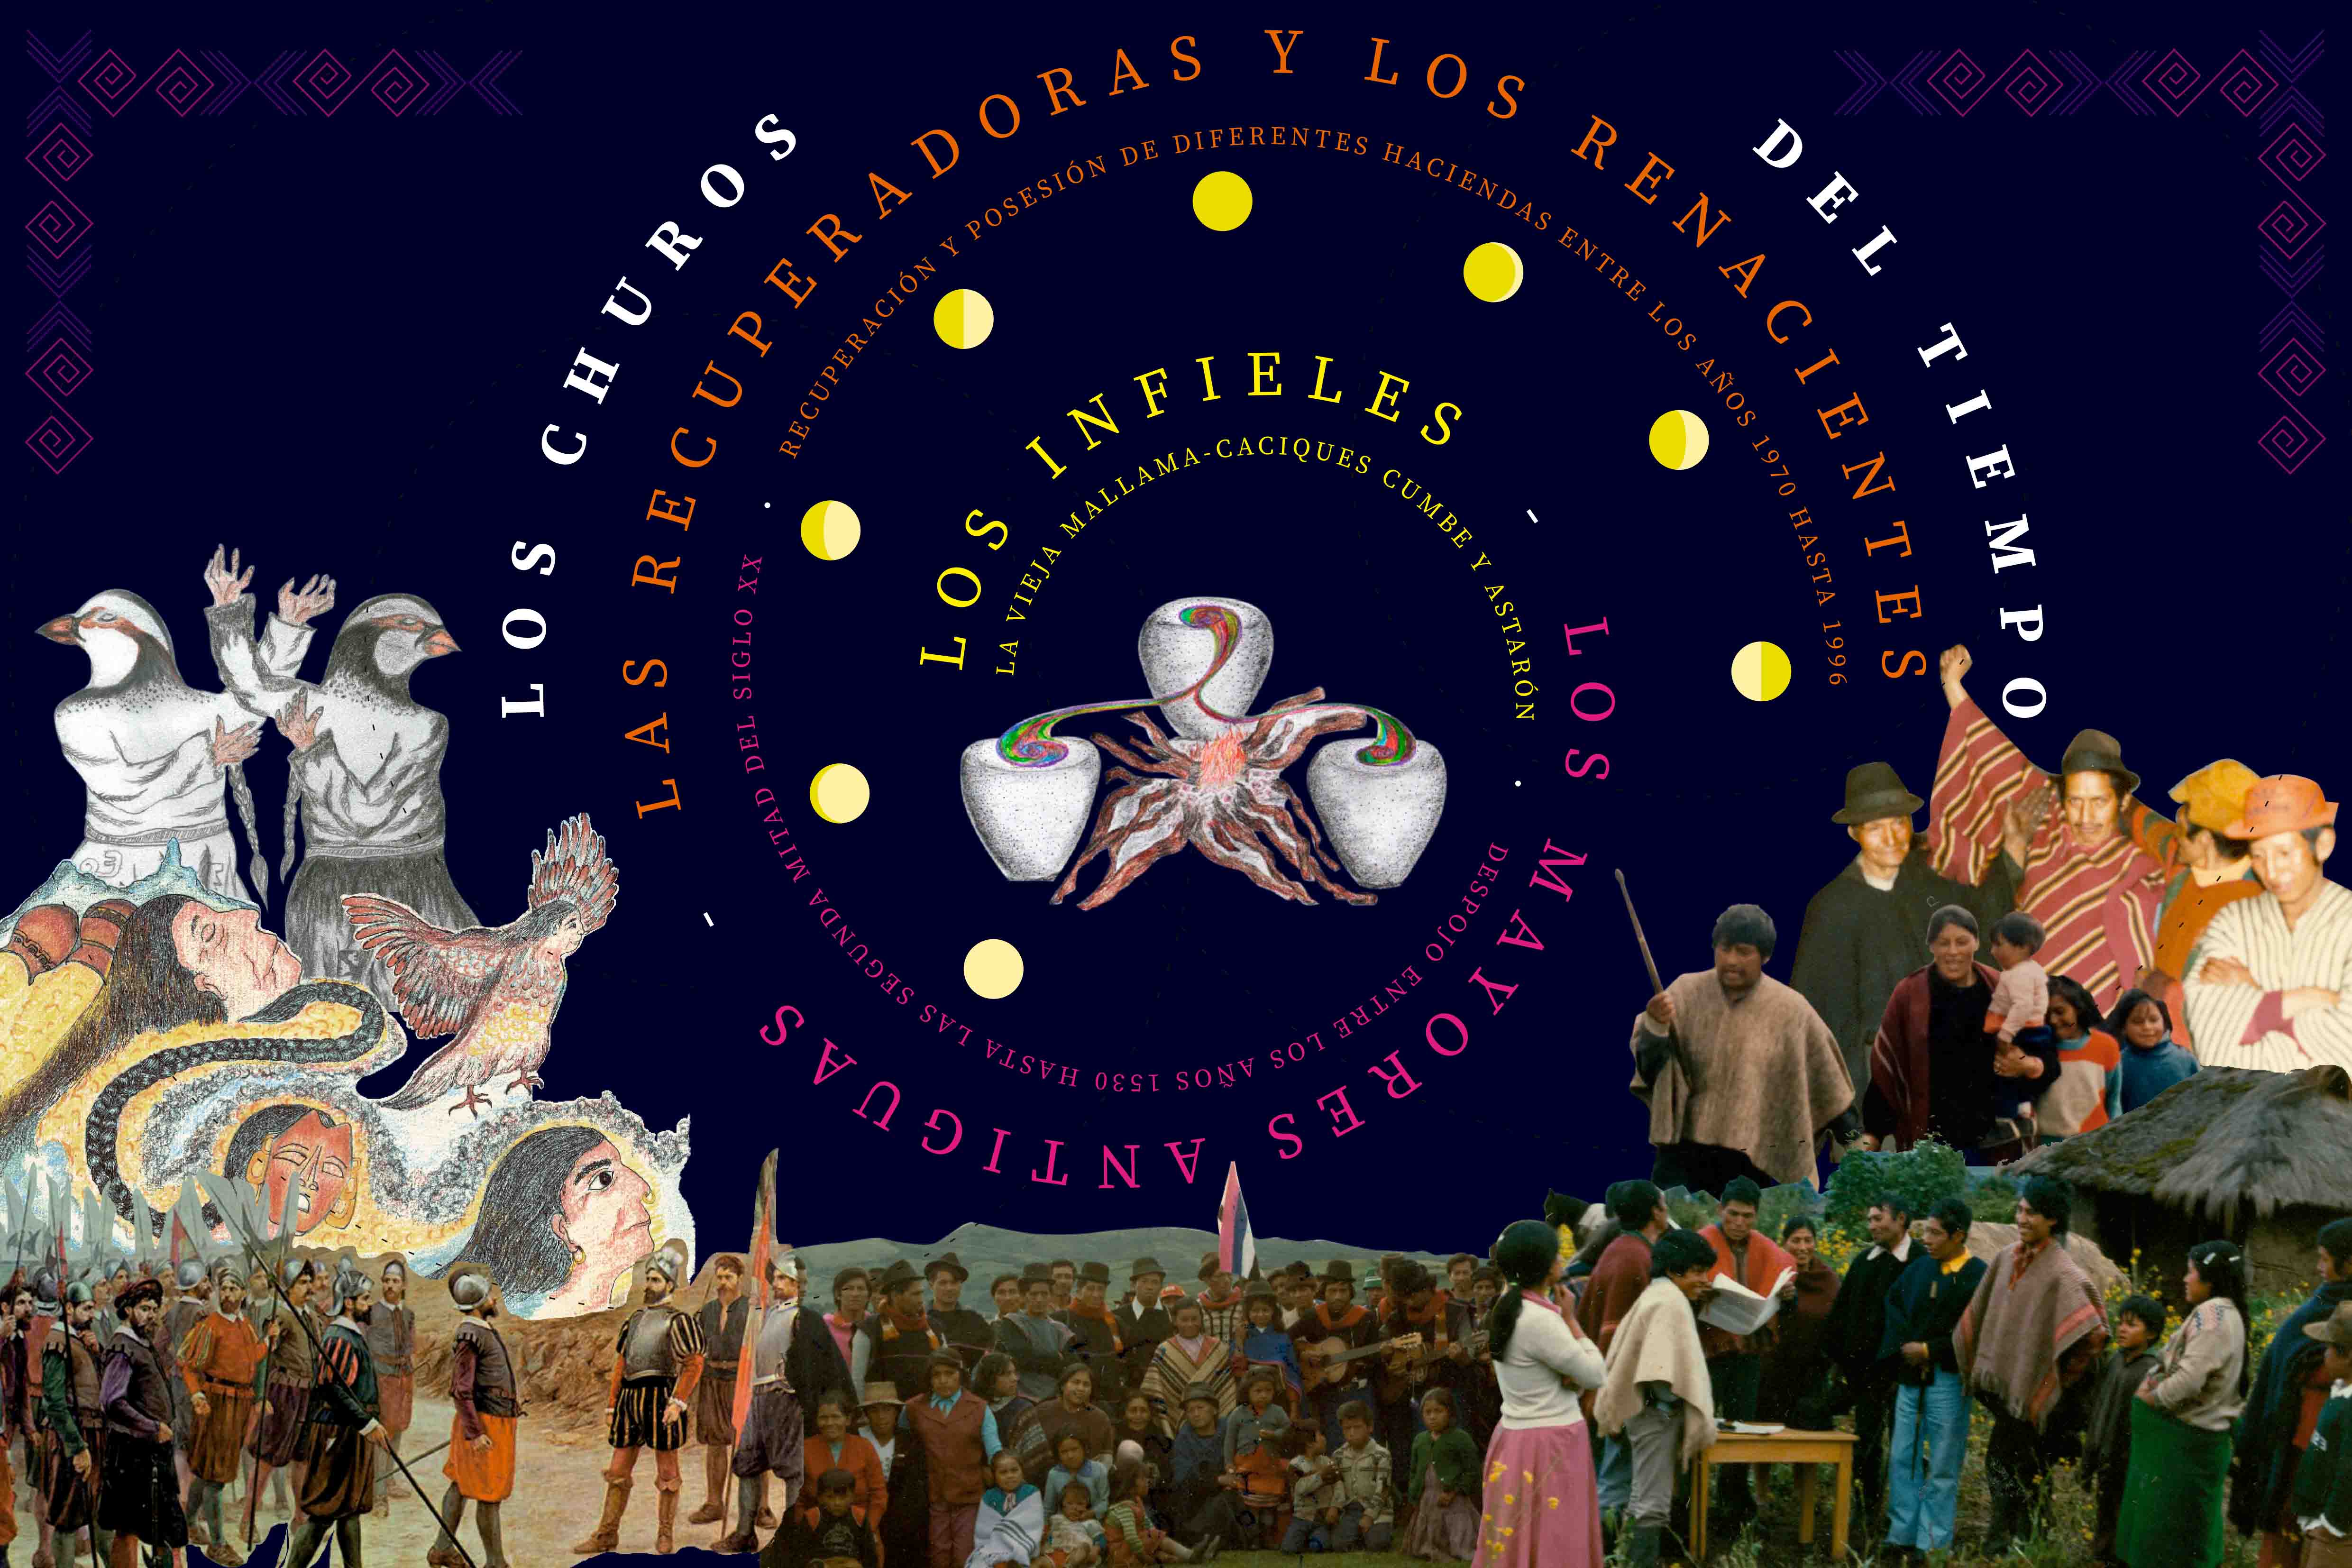 LOS CHUROS DEL TIEMPO
LAS RECUPERADORAS Y LOS RENACIENTES
RECUPERACIÓN Y POSESIÓN DE DIFERENTES HACIENDAS ENTRE LOS AÑOS 1970 HASTA 1996
LOS INFIELES
LA VIEJA MALLAMA-CACIQUES CUMBE Y ASTARÓN
LOS MAYORES ANTIGUAS
DESPOJO ENTRE LOS AÑOS 1530 HASTA LAS SEGUNDA MITAD DEL SIGLO XX